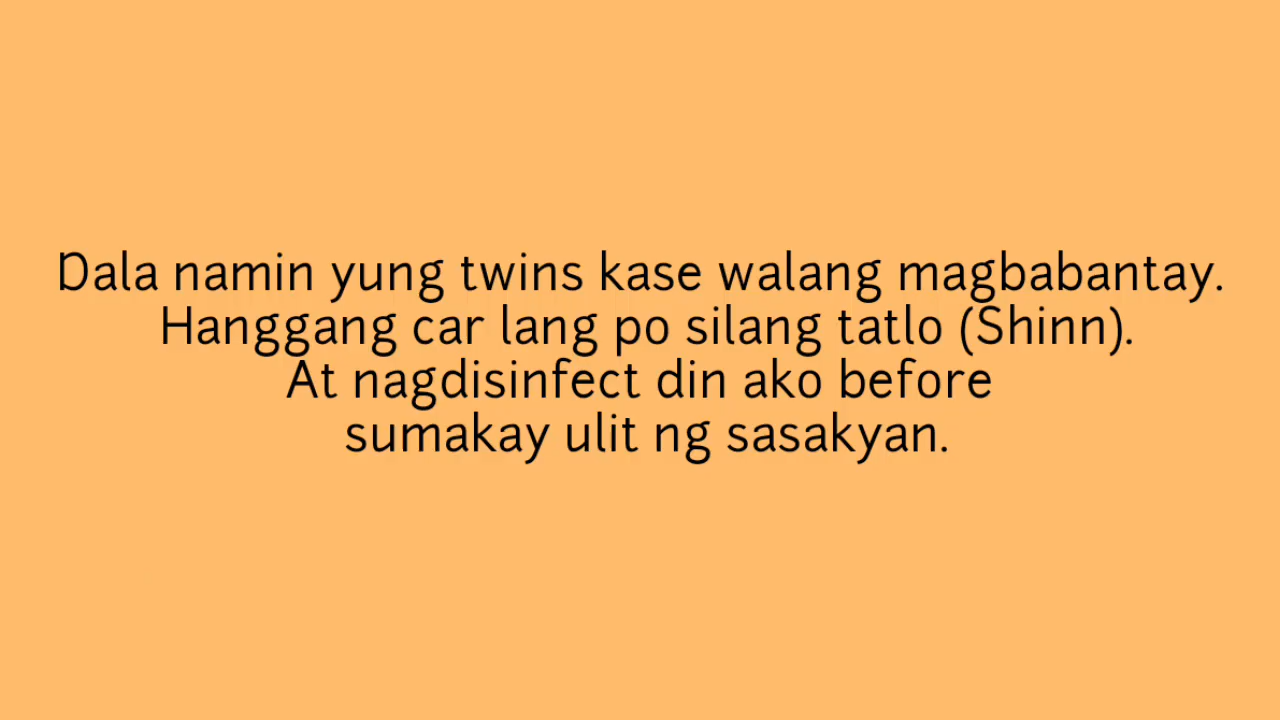 Dala namin yung twins kase walang magbabantay.
Hanggang car lang po silang tatlo (Shinn).
At nagdisinfect din ako before
sumakay ulit ng sasakyan.